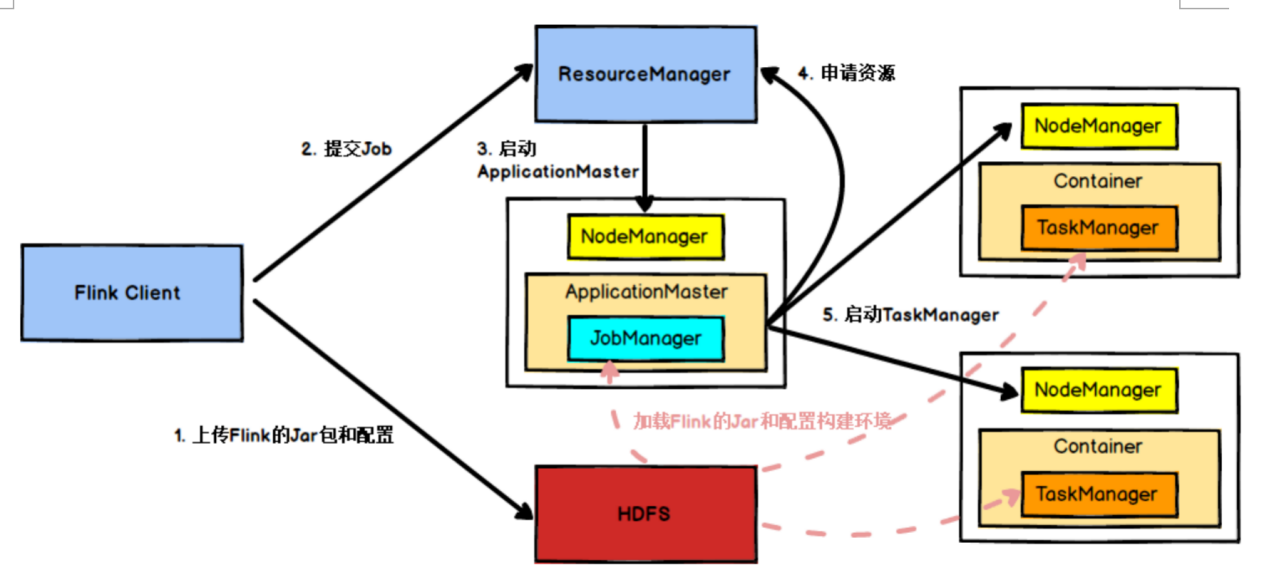 ResourceManager
4. 申请资源
2. 提交Job
3. 启动
ApplicationMaster
NodeManager
Container
TaskManager
NodeManager
Flink Client
ApplicationMaster
JobManager
5. 启动TaskManager
NodeManager
Container
TaskManager
加载Flink的Jar和配置构建环境
1. 上传Flink的Jar包和配置
HDFS